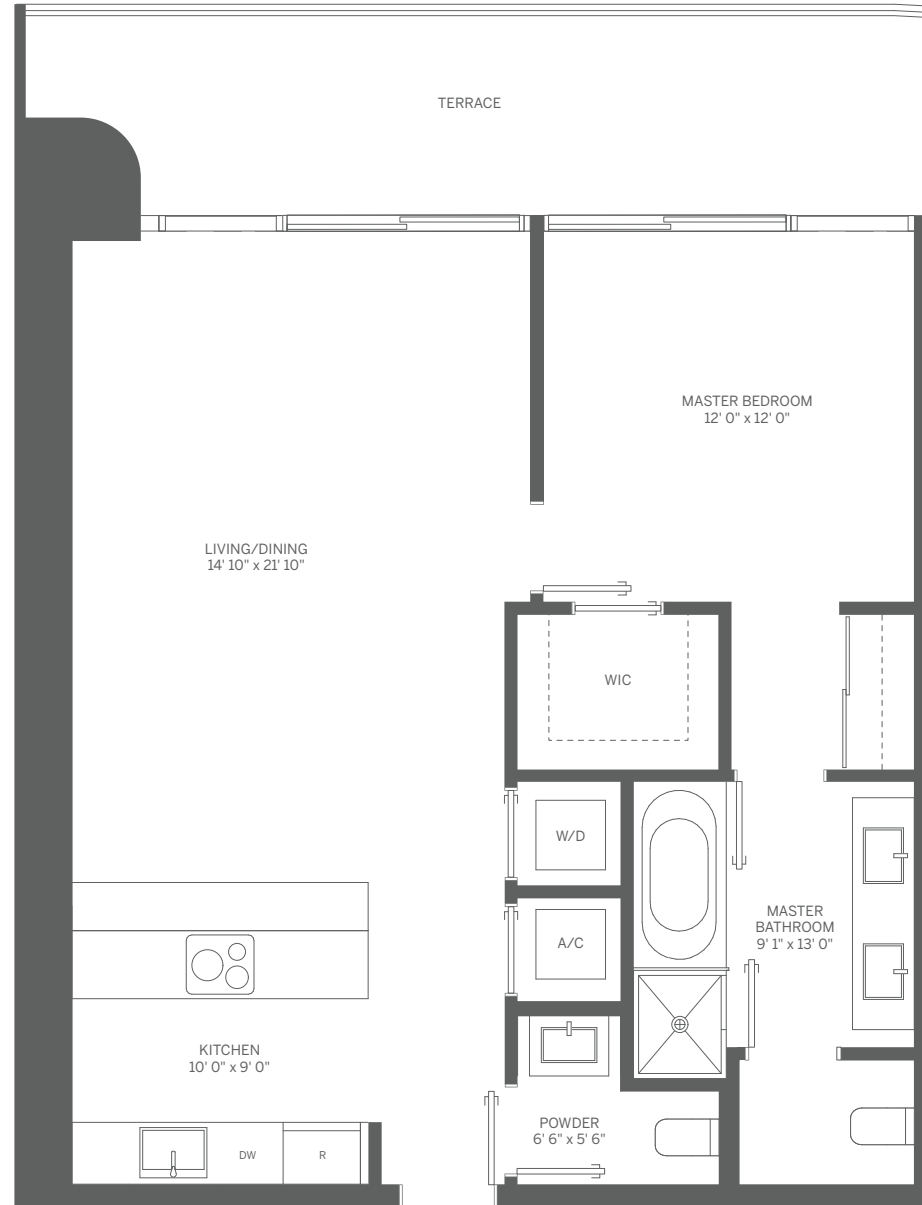 TERRACE
MASTER BEDROOM
12' 0" x 12' 0"
LIVING/DINING
14' 10" x 21' 10"
WIC
W/D
A/C
MASTER
BATHROOM
9' 1" x 13' 0"
KITCHEN
10' 0" x 9' 0"
POWDER
6' 6" x 5' 6"
DW
R